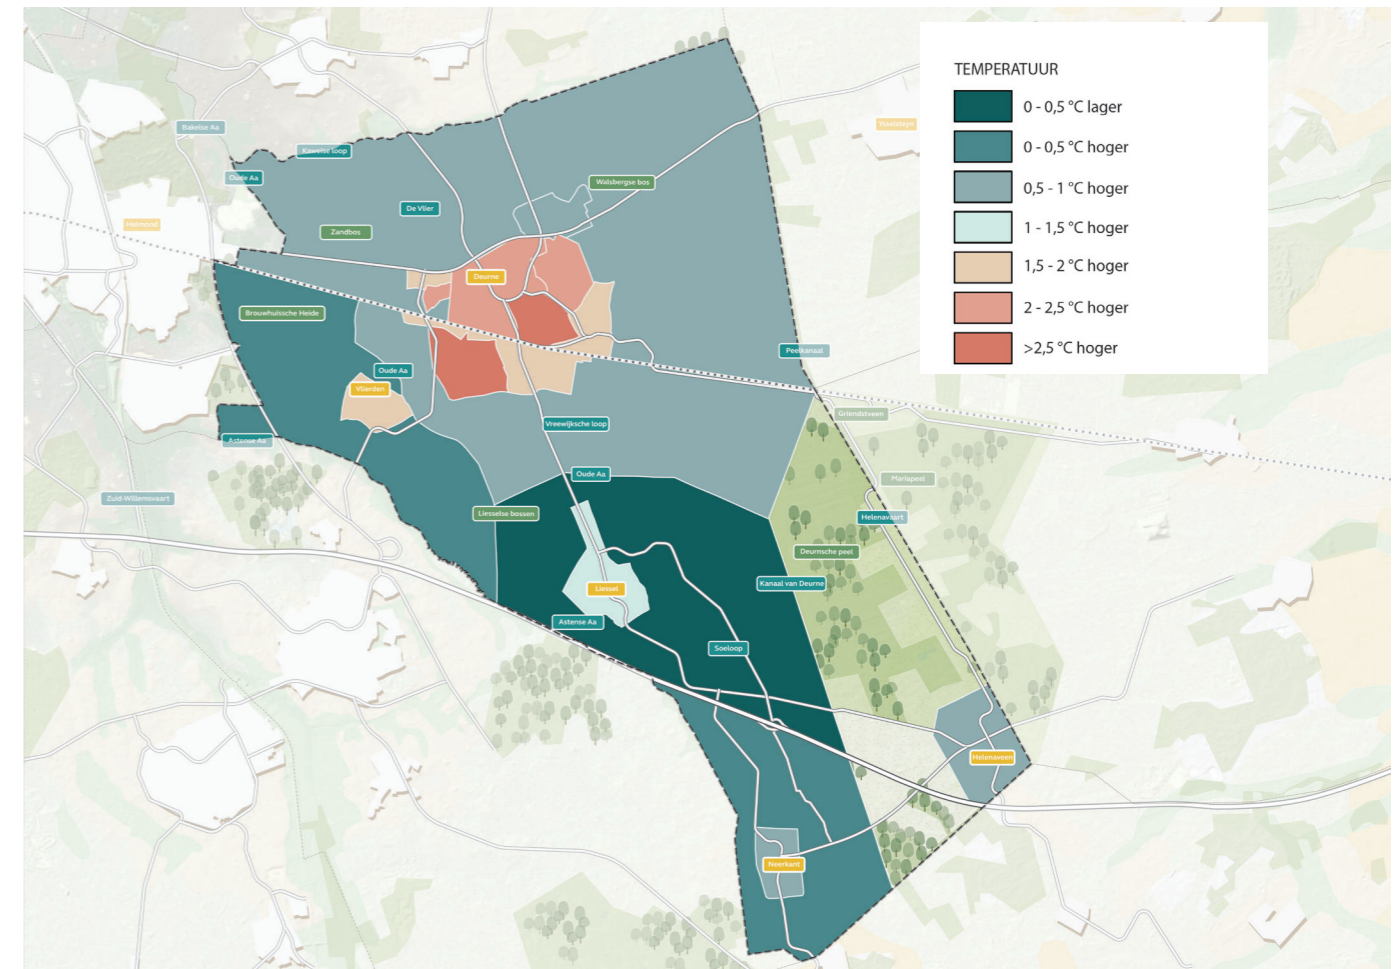 TEMPERATUUR
0 - 0,5 °C lager
0 - 0,5 °C hoger
0,5 - 1 °C hoger
1 - 1,5 °C hoger
1,5 - 2 °C hoger
2 - 2,5 °C hoger
>2,5 °C hoger
Bakelse Aa
Kawelse loop
Oude Aa
Walsbergse bos
De Vlier
Helmond
Zandbos
Deurne
Brouwhuissche Heide
Peelkanaal
Oude Aa
Vlierden
Griendtsveen
Vreewijksche loop
Astense Aa
Oude Aa
Mariapeel
Zuid-Willemsvaart
Liesselse bossen
Helenavaart
Deurnsche peel
Kanaal van Deurne
Liessel
Astense Aa
Soeloop
Helenaveen
Neerkant